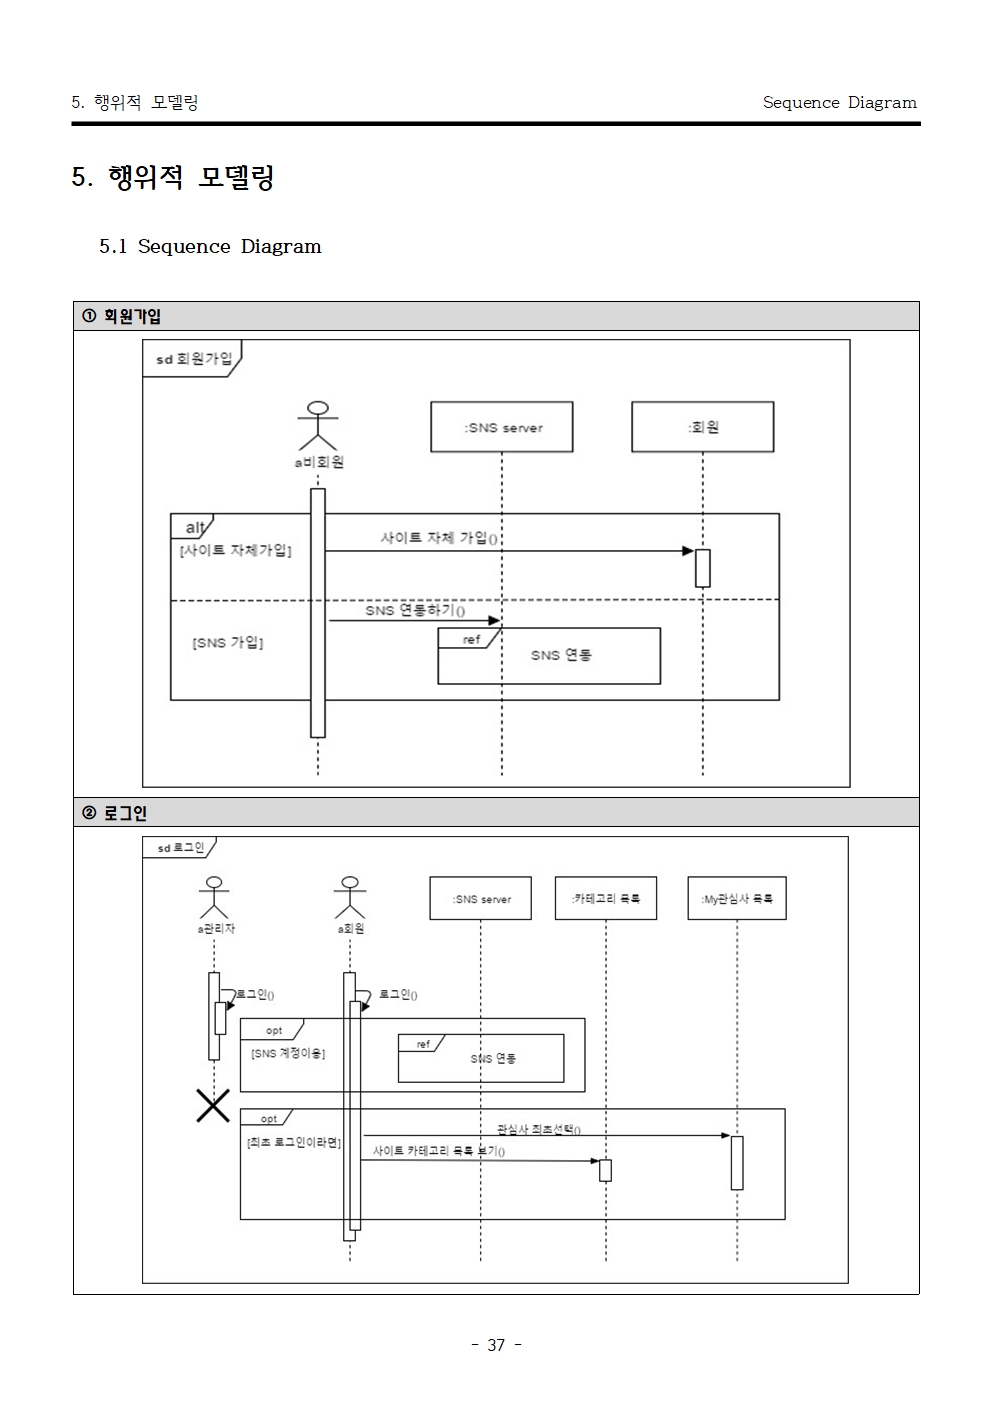 5. 행위적 모델링
Sequence Diagram
5. 행위적 모델링
5.1 Sequence Diagram
① 회원가입
sd 회원가입
:SNS server
:회원
a비회원
alt
사이트 자체 가입()
[사이트 자체가입]
SNS 연동하기()
ref
[SNS 가입]
SNS 연동
② 로그인
sd 로그인
:SNS server
:카테고리 목록
:My관심사 목록
a관리자
a회원
로그인()
로그인()
opt
[SNS 계정이용]
ref
SNS 연동
opt
관심사 최초선택()
[최초 로그인이라면]
사이트 카테고리 목록 보기()
- 37 -